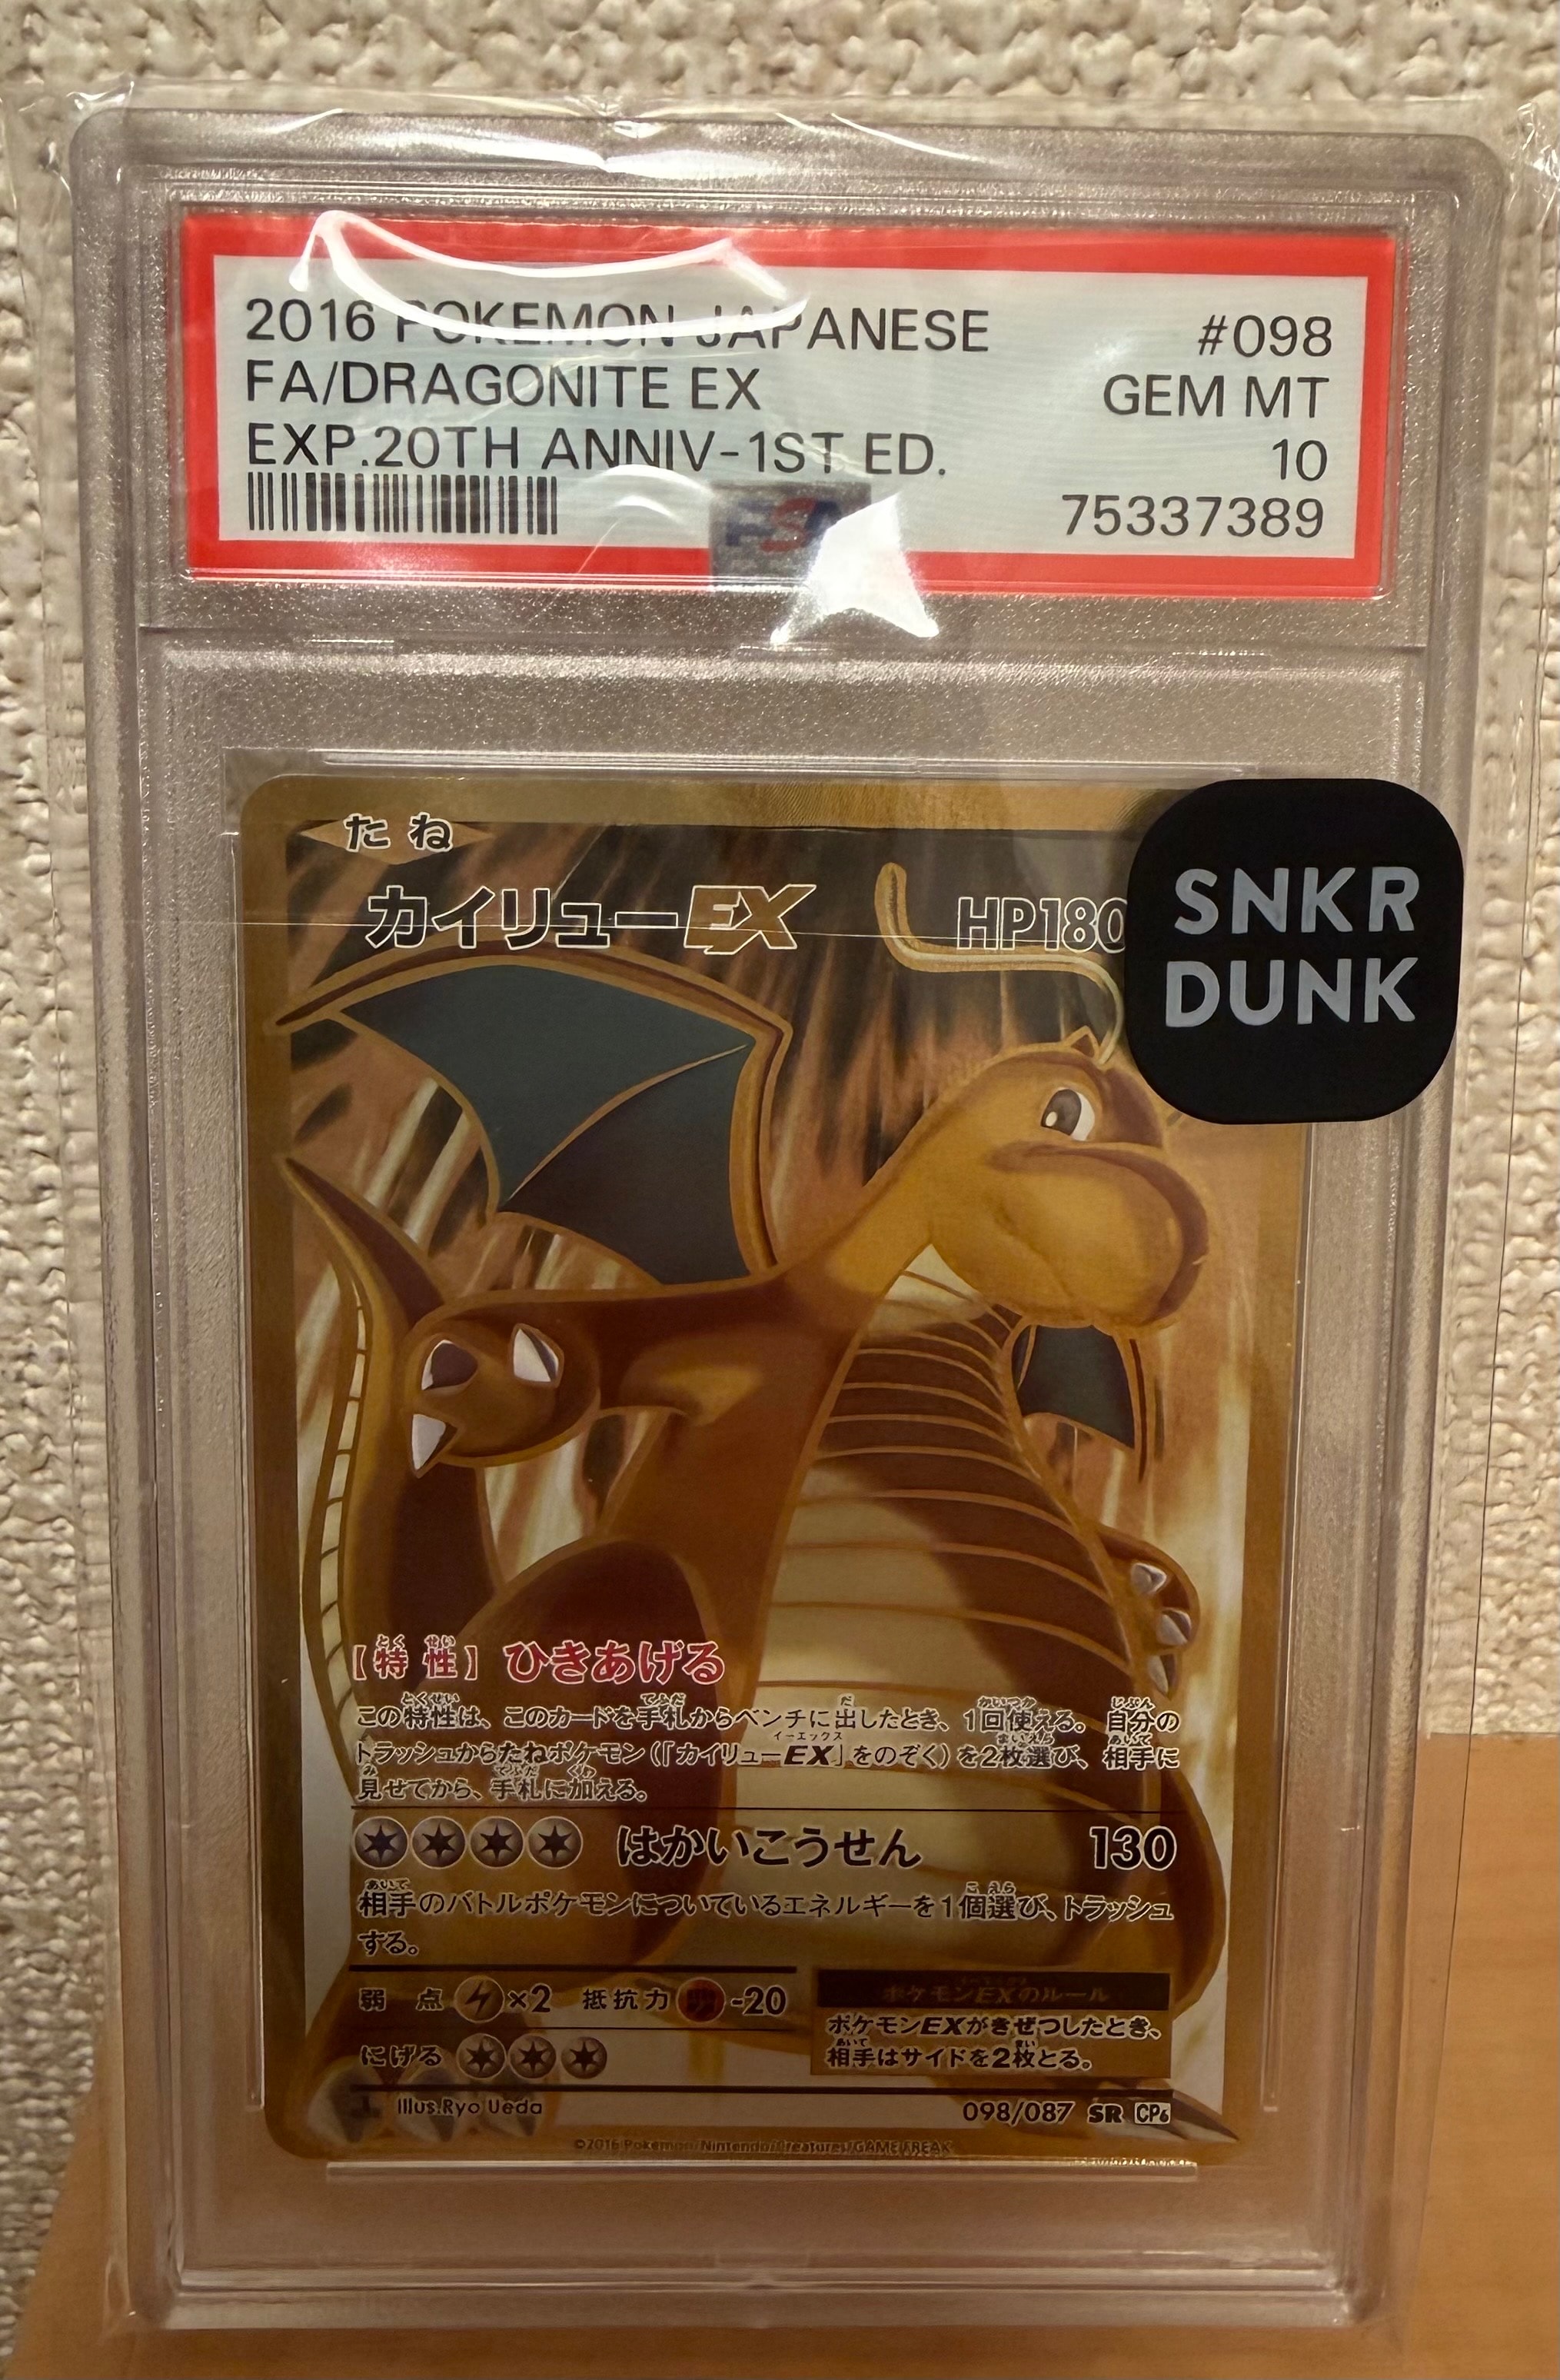 2016 POKEMON JAPANESE #098
FA/DRAGONITE EX GEM MT
EXP.20TH ANNIV-1ST ED. 10
75337389
PSA
SNKR
DUNK
たね
カイリューEX HP180
【特性】 ひきあげる
この特性は、このカードを手札からベンチに出したとき、1回使える。自分の
トラッシュからたねポケモン(「カイリューEX」をのぞく)を2枚選び、相手に
見せてから、手札に加える。
はかいこうせん 130
相手のバトルポケモンについているエネルギーを1個選び、トラッシュ
する。
弱点 ×2 抵抗力 -20
にげる
ポケモンEXのルール
ポケモンEXがきぜつしたとき、
相手はサイドを2枚とる。
Illus.Ryo Ueda 098/087 SR CP6
©2016 Pokémon/Nintendo/Creatures/GAME FREAK